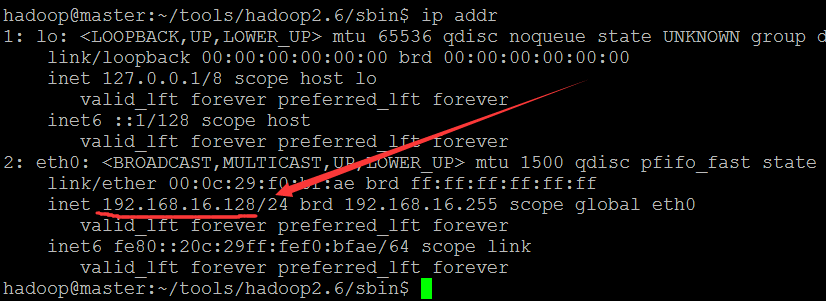 hadoop@master:~/tools/hadoop2.6/sbin$ ip addr
1: lo: <LOOPBACK,UP,LOWER_UP> mtu 65536 qdisc noqueue state UNKNOWN group d
link/loopback 00:00:00:00:00:00 brd 00:00:00:00:00:00
inet 127.0.0.1/8 scope host lo
valid_lft forever preferred_lft forever
inet6 ::1/128 scope host
valid_lft forever preferred_lft forever
2: eth0: <BROADCAST,MULTICAST,UP,LOWER_UP> mtu 1500 qdisc pfifo_fast state
link/ether 00:0c:29:f0:bf:ae brd ff:ff:ff:ff:ff:ff
inet 192.168.16.128/24 brd 192.168.16.255 scope global eth0
valid_lft forever preferred_lft forever
inet6 fe80::20c:29ff:fef0:bfae/64 scope link
valid_lft forever preferred_lft forever
hadoop@master:~/tools/hadoop2.6/sbin$